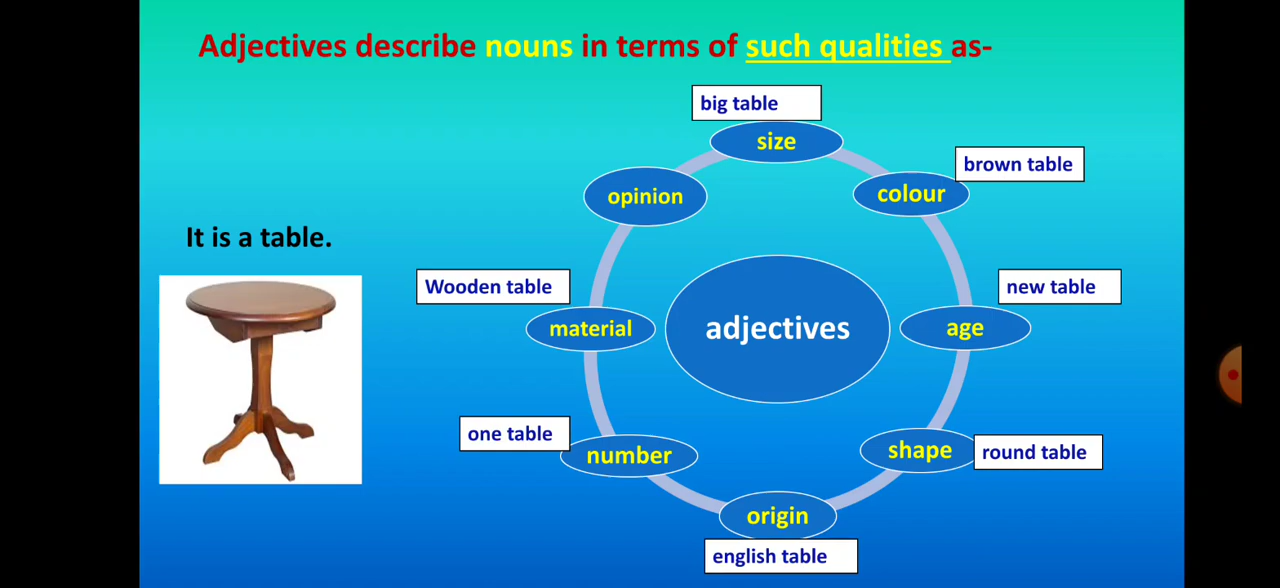 Adjectives describe nouns in terms of such qualities as-
big table
size
brown table
colour
opinion
It is a table.
Wooden table
new table
material
adjectives
age
one table
number
shape
round table
origin
english table